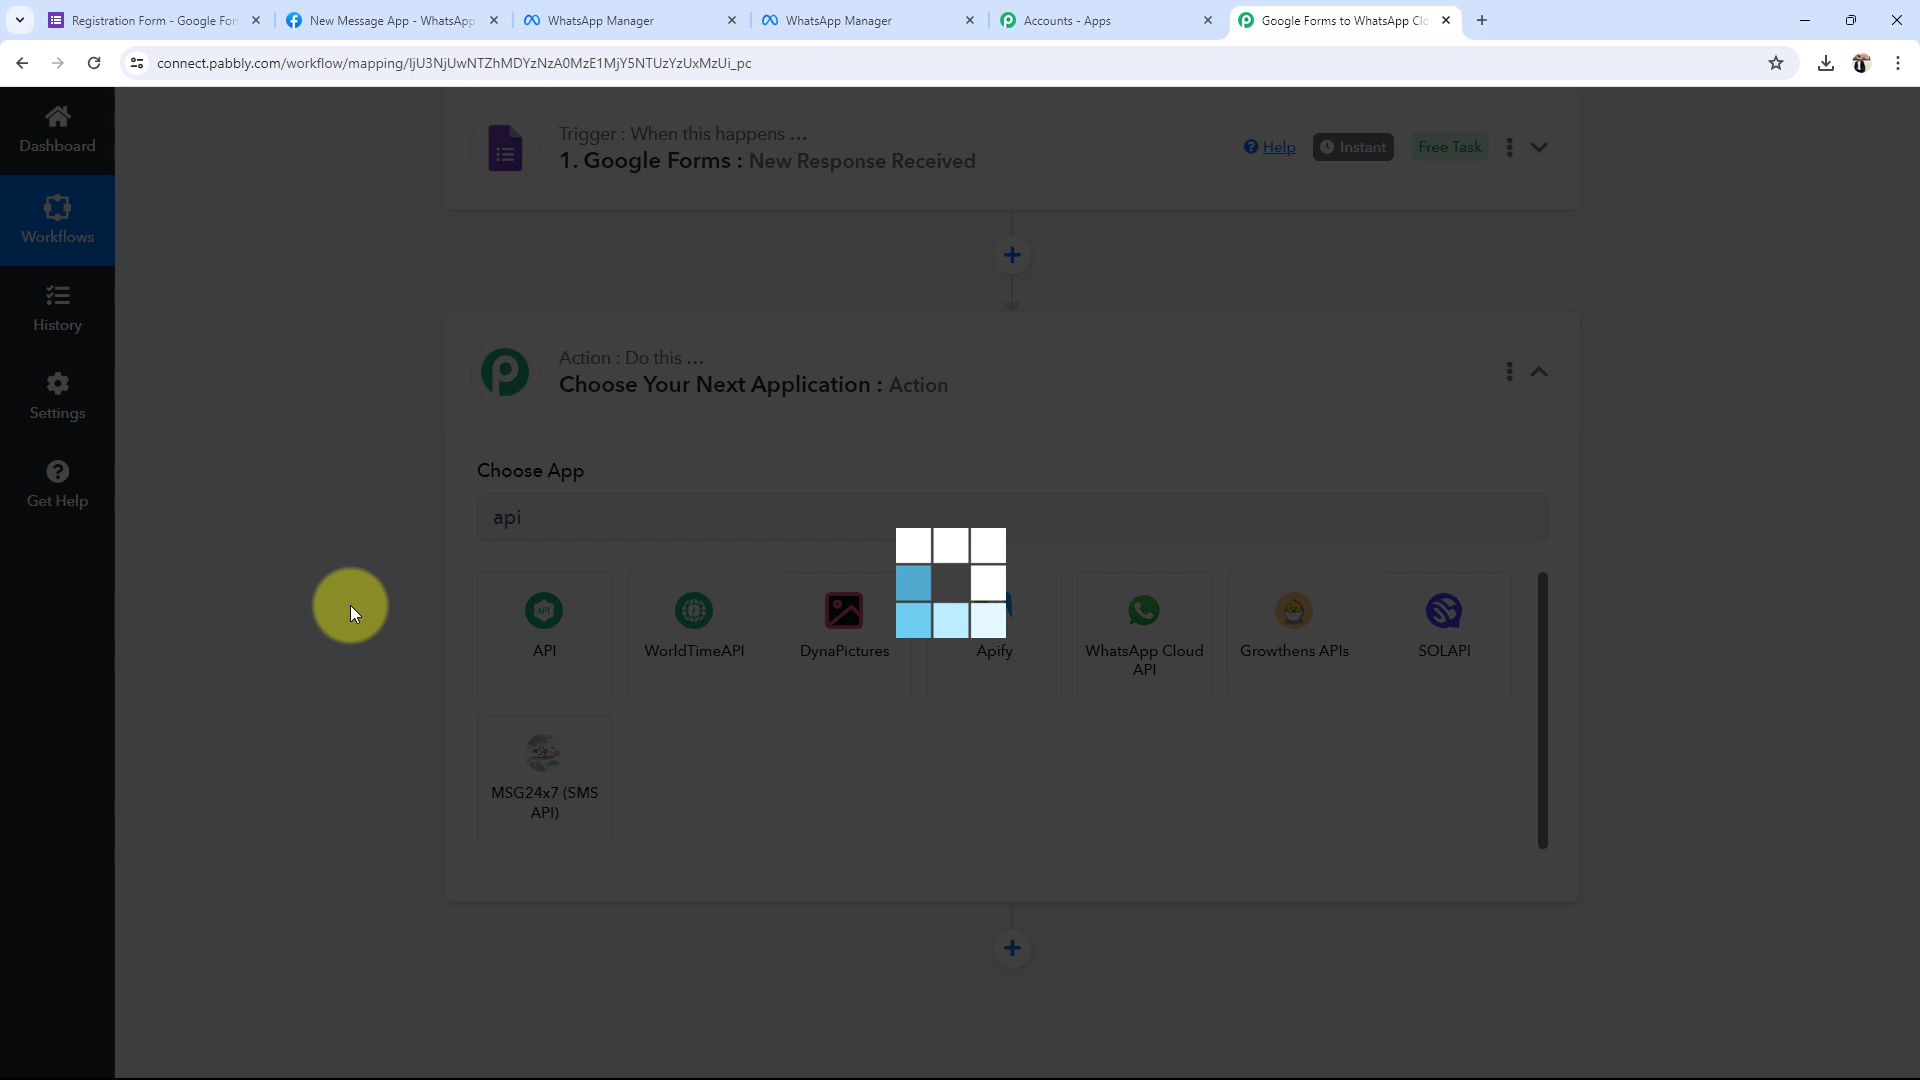 Registration Form - Google For
New Message App - WhatsApp
WhatsApp Manager
WhatsApp Manager
Accounts - Apps
Google Forms to WhatsApp Clo
connect.pabbly.com/workflow/mapping/IjU3NjUwNTZhMDYzNzA0MzE1MjY5NTUzYzUxMzUi_pc
Dashboard
Workflows
History
Settings
Get Help
Trigger : When this happens ...
1. Google Forms : New Response Received
Help
Instant
Free Task
Action : Do this ...
Choose Your Next Application : Action
Choose App
api
API
API
WorldTimeAPI
DynaPictures
Apify
WhatsApp Cloud
API
Growthens APIs
SOLAPI
MSG24x7 (SMS
API)